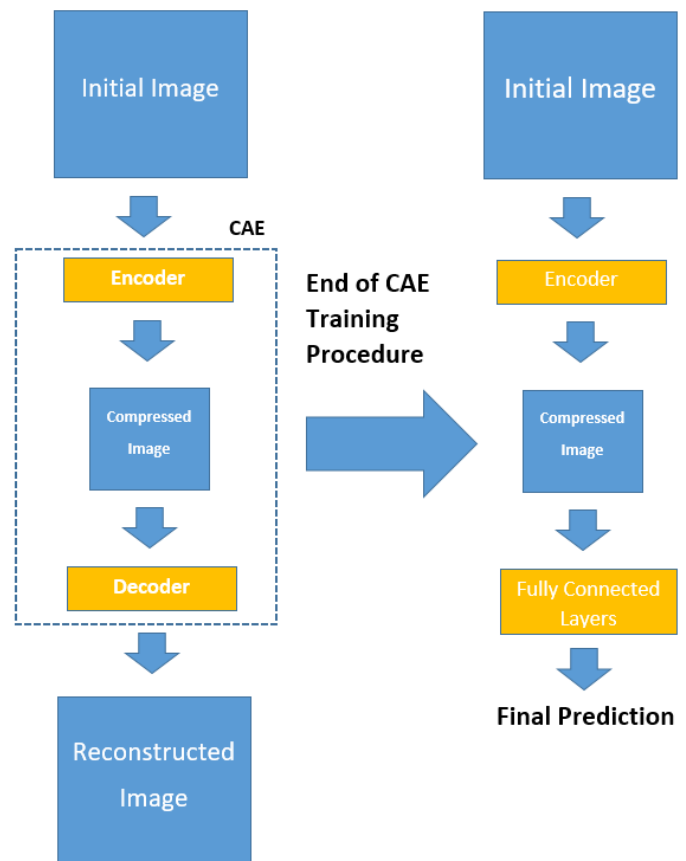 Initial Image
CAE
Encoder
Compressed
Image
Decoder
Reconstructed
Image
End of CAE
Training
Procedure
Initial Image
Encoder
Compressed
Image
Fully Connected
Layers
Final Prediction